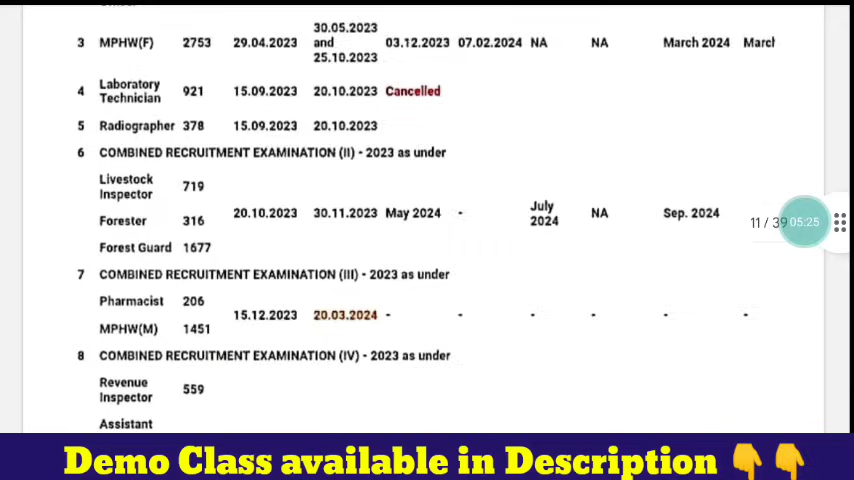 30.05.2023
3 MPHW(F) 2753 29.04.2023 and 03.12.2023 07.02.2024 NA NA March 2024 March
25.10.2023
Laboratory
4 921 15.09.2023 20.10.2023 Cancelled
Technician
5 Radiographer 378 15.09.2023 20.10.2023
6 COMBINED RECRUITMENT EXAMINATION (II) - 2023 as under
Livestock
719
Inspector
July
20.10.2023 30.11.2023 May 2024 - NA Sep. 2024
2024
Forester 316
11 / 39 05:25
Forest Guard 1677
7 COMBINED RECRUITMENT EXAMINATION (III) - 2023 as under
Pharmacist 206
15.12.2023 20.03.2024 - - - - - -
MPHW(M) 1451
8 COMBINED RECRUITMENT EXAMINATION (IV) - 2023 as under
Revenue
559
Inspector
Assistant
Demo Class available in Description 👇👇